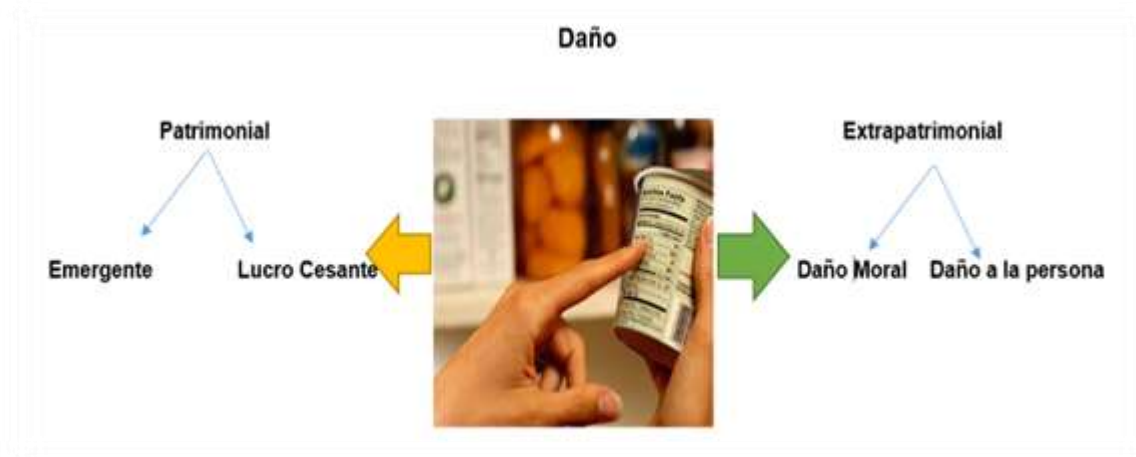 Daño
Patrimonial
Extrapatrimonial
Emergente
Lucro Cesante
Daño Moral
Daño a la persona